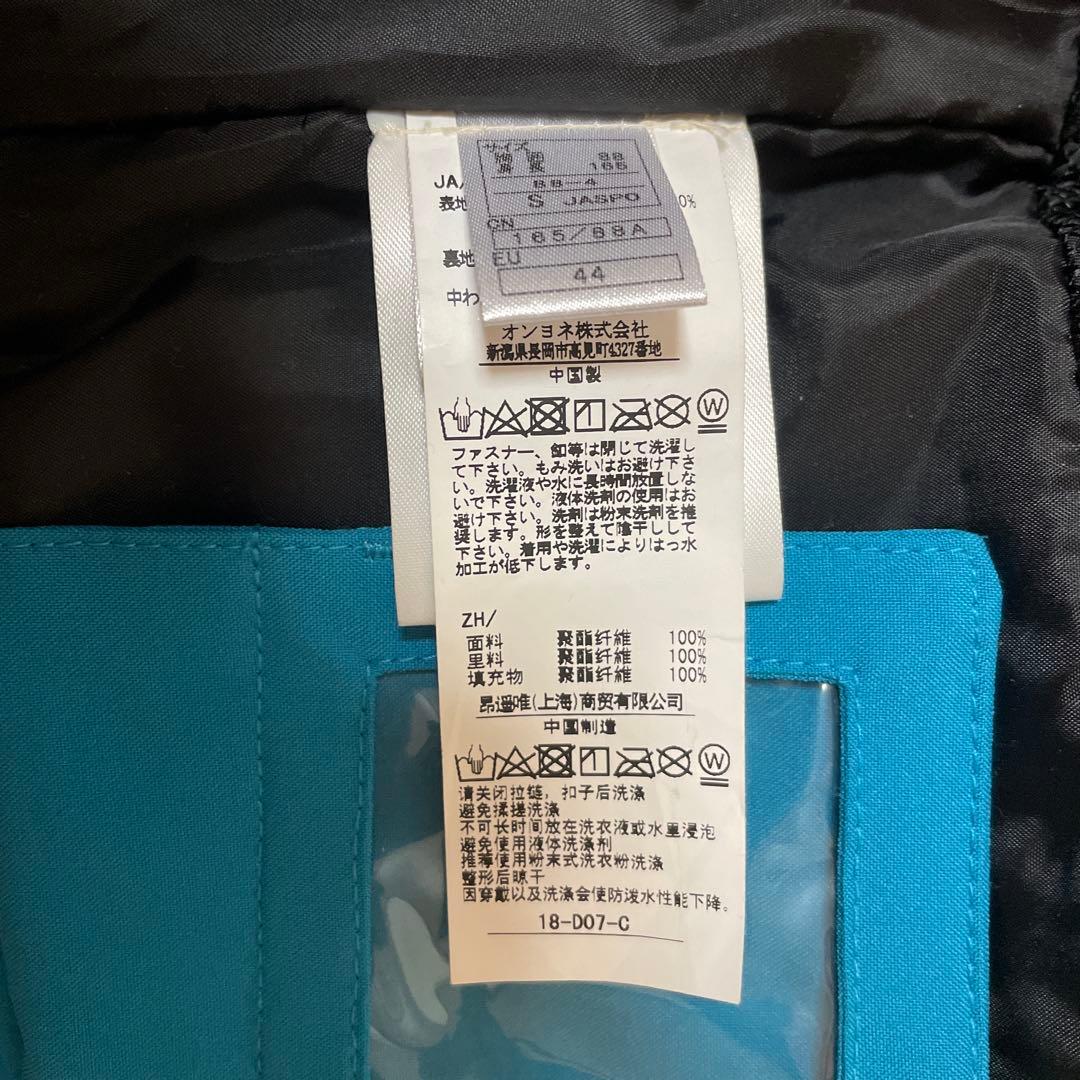 サイズ
胸囲 88
身長 165
88-4
S JASPO
CN
165/88A
EU
44
JA/
表地
0%
裏地
中わ
オンヨネ株式会社
新潟県長岡市高見町4327番地
中国製
W
ファスナー、釦等は閉じて洗濯し
て下さい。もみ洗いはお避け下さ
い。洗濯液や水に長時間放置しな
いで下さい。液体洗剤の使用はお
避け下さい。洗剤は粉末洗剤を推
奨します。形を整えて陰干しして
下さい。着用や洗濯によりはっ水
加工が低下します。
ZH/
面料 聚酯纤维 100%
里料 聚酯纤维 100%
填充物 聚酯纤维 100%
昂遥唯(上海)商贸有限公司
中国制造
W
请关闭拉链，扣子后洗涤
避免揉搓洗涤
不可长时间放在洗衣液或水里浸泡
避免使用液体洗涤剂
推荐使用粉末式洗衣粉洗涤
整形后晾干
因穿戴以及洗涤会使防泼水性能下降。
18-D07-C